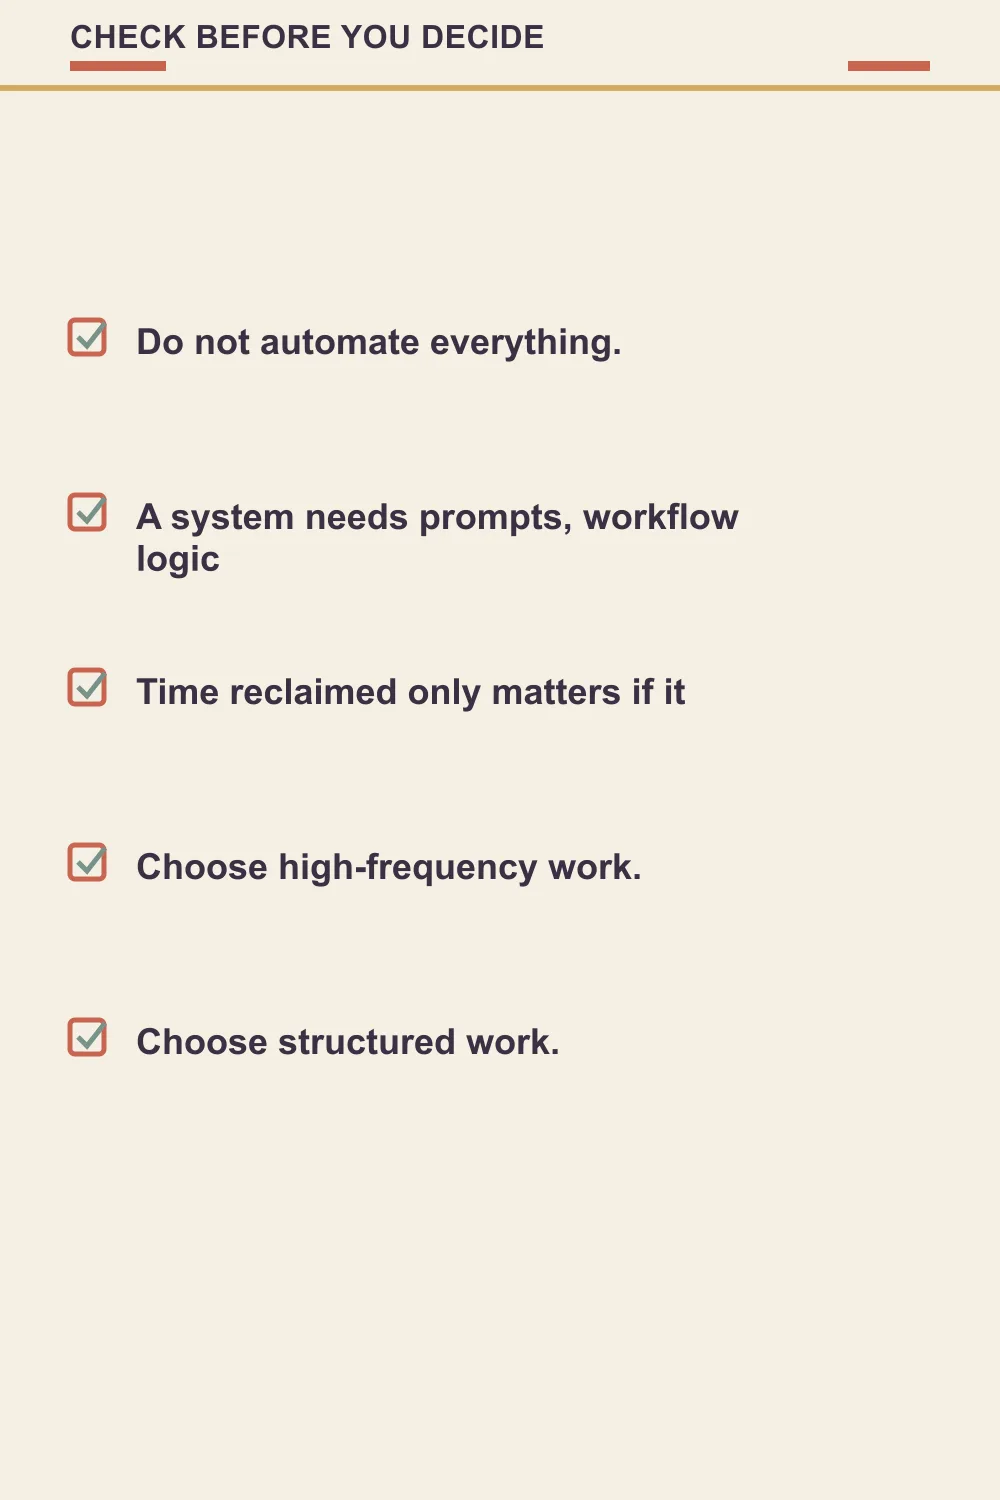 CHECK BEFORE YOU DECIDE
Do not automate everything.
A system needs prompts, workflow
logic
Time reclaimed only matters if it
Choose high-frequency work.
Choose structured work.